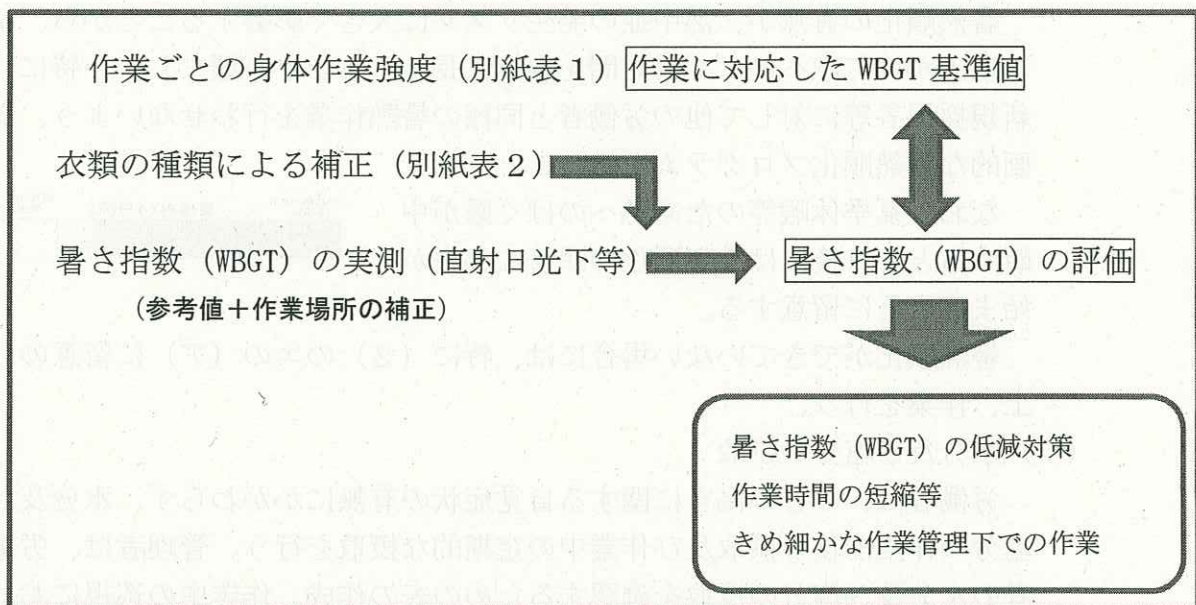 作業ごとの身体作業強度（別紙表１） 作業に対応したWBGT基準値
衣類の種類による補正（別紙表２）
暑さ指数（WBGT）の実測（直射日光下等） 暑さ指数（WBGT）の評価
（参考値＋作業場所の補正）
暑さ指数（WBGT）の低減対策
作業時間の短縮等
きめ細かな作業管理下での作業